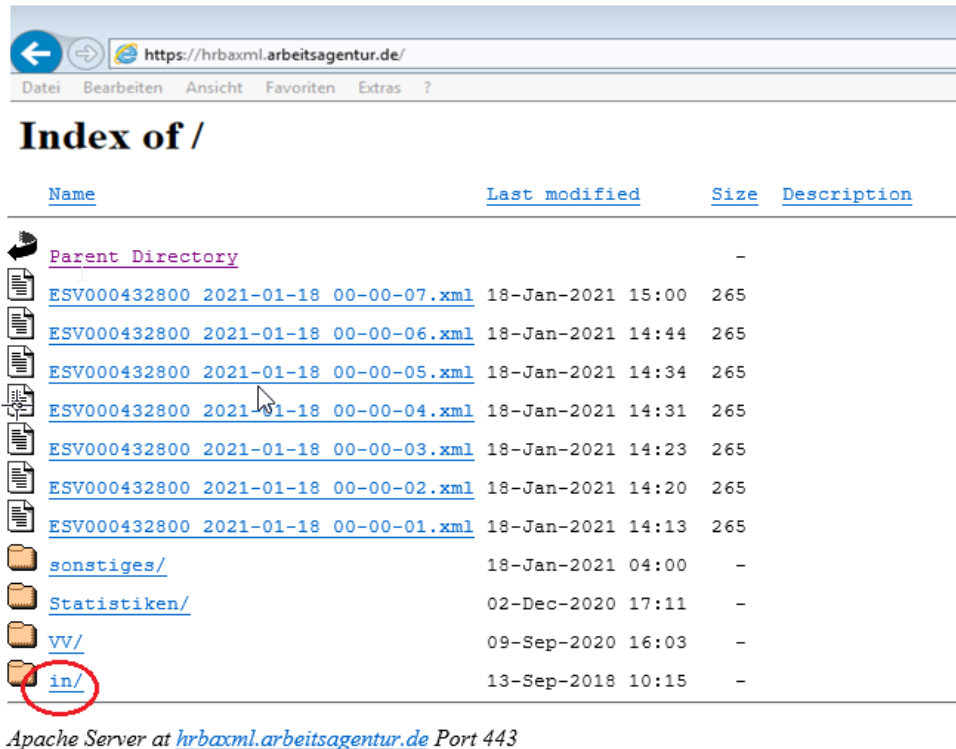 https://hrbaxml.arbeitsagentur.de/
Datei Bearbeiten Ansicht Favoriten Extras ?
Index of /
Name Last modified Size Description
Parent Directory -
ESV000432800 2021-01-18 00-00-07.xml 18-Jan-2021 15:00 265
ESV000432800 2021-01-18 00-00-06.xml 18-Jan-2021 14:44 265
ESV000432800 2021-01-18 00-00-05.xml 18-Jan-2021 14:34 265
ESV000432800 2021-01-18 00-00-04.xml 18-Jan-2021 14:31 265
ESV000432800 2021-01-18 00-00-03.xml 18-Jan-2021 14:23 265
ESV000432800 2021-01-18 00-00-02.xml 18-Jan-2021 14:20 265
ESV000432800 2021-01-18 00-00-01.xml 18-Jan-2021 14:13 265
sonstiges/ 18-Jan-2021 04:00 -
Statistiken/ 02-Dec-2020 17:11 -
VV/ 09-Sep-2020 16:03 -
in/ 13-Sep-2018 10:15 -
Apache Server at hrbaxml.arbeitsagentur.de Port 443